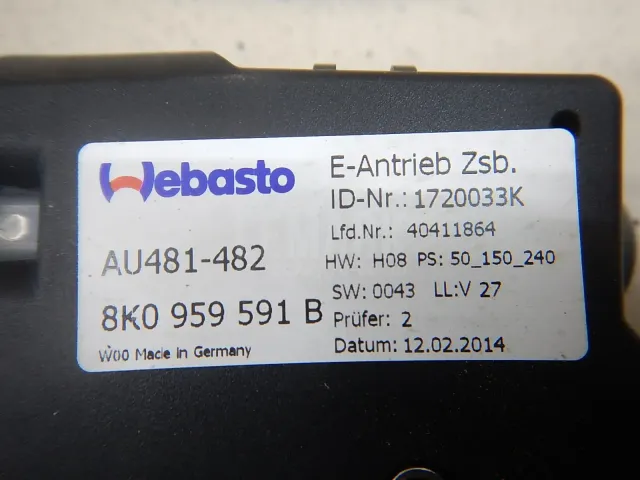 Webasto
AU481-482
8K0 959 591 B
W00 Made in Germany
E-Antrieb Zsb.
ID-Nr.: 1720033K
Lfd.Nr.: 40411864
HW: H08 PS: 50_150_240
SW: 0043 LL:V 27
Prüfer: 2
Datum: 12.02.2014